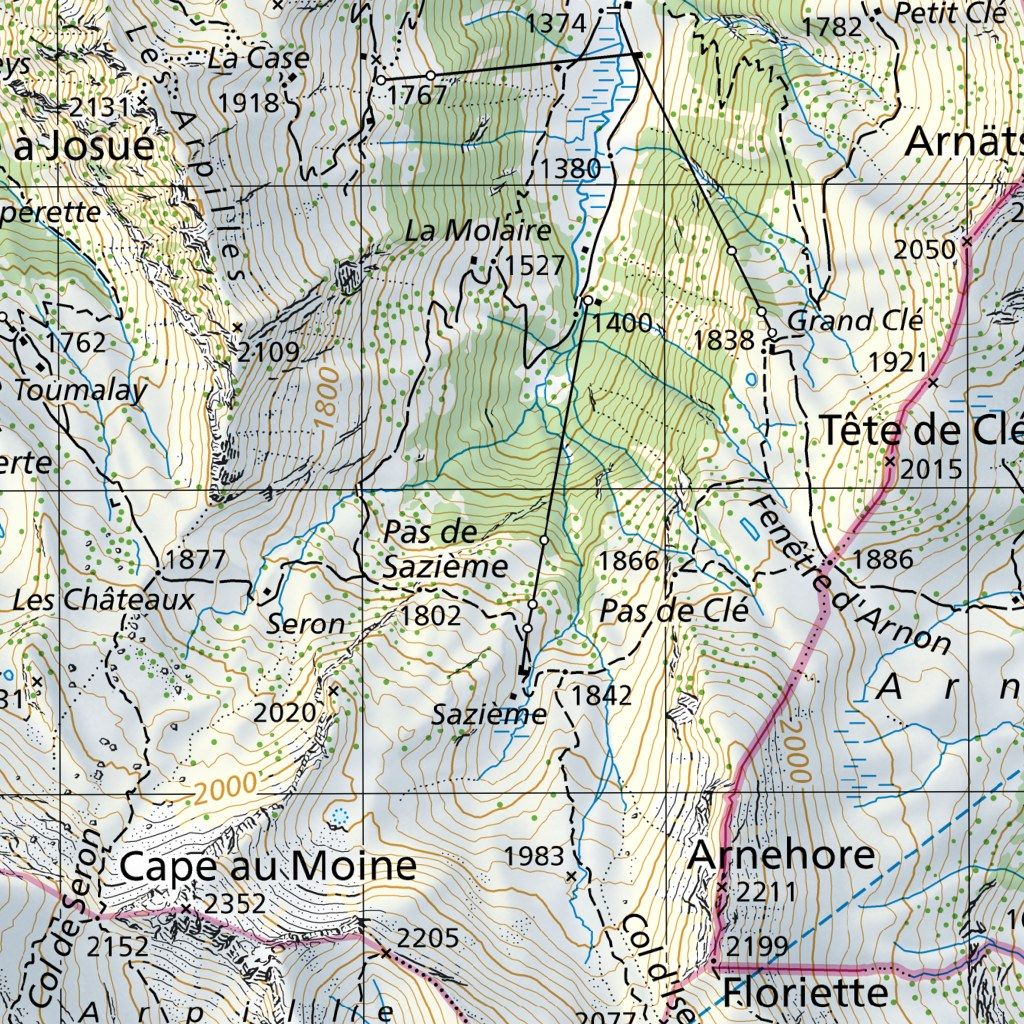 1374
1782
Petit Clé
Les Arpilles
La Case
2131
1918
1767
à Josué
1380
Arnäts
La Molaire
1527
2050
1400
Grand Clé
1838
1762
2109
1921
1800
Toumalay
Tête de Clé
2015
Pas de
Sazième
Fenêtre d'Arnon
1877
1866
1886
Les Châteaux
1802
Pas de Clé
Seron
1842
2020
Sazième
2000
2000
Arnehore
1983
Cape au Moine
2211
2352
Col de Seron
2205
2152
2199
Floriette
Arpille
2077